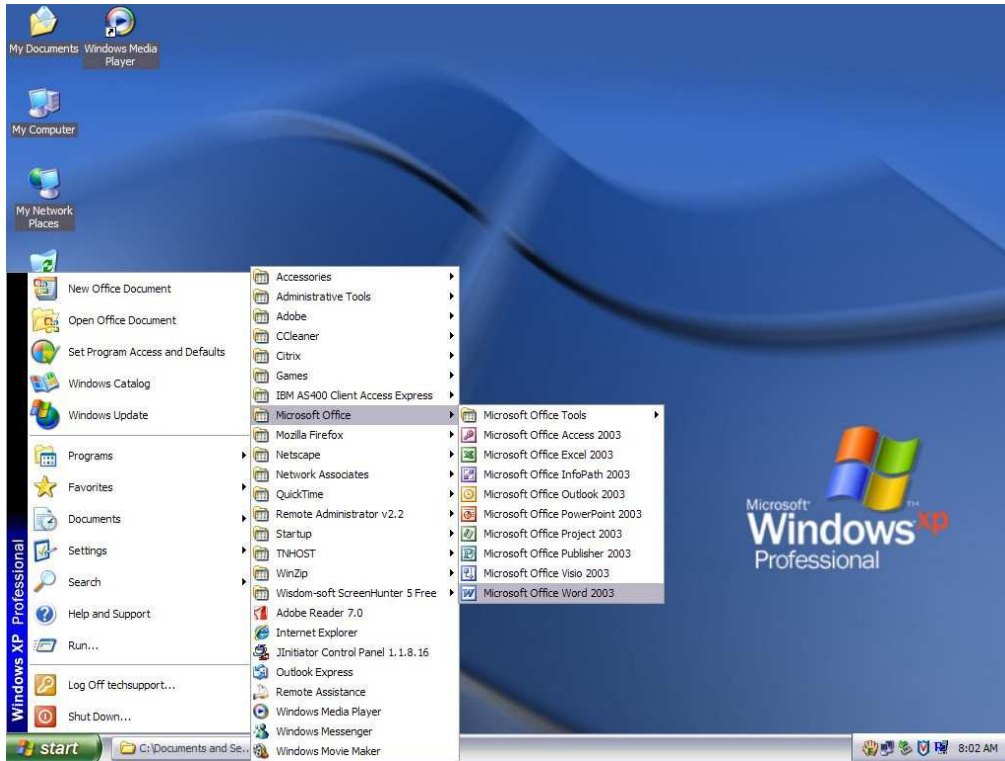 My Documents
Windows Media
Player
My Computer
My Network
Places
New Office Document
Open Office Document
Set Program Access and Defaults
Windows Catalog
Windows Update
Programs
Favorites
Documents
Settings
Search
Help and Support
Run...
Log Off techsupport...
Shut Down...
Windows XP Professional
Accessories
Administrative Tools
Adobe
CCleaner
Citrix
Games
IBM AS400 Client Access Express
Microsoft Office
Mozilla Firefox
Netscape
Network Associates
QuickTime
Remote Administrator v2.2
Startup
TNHOST
WinZip
Wisdom-soft ScreenHunter 5 Free
Adobe Reader 7.0
Internet Explorer
JInitiator Control Panel 1.1.8.16
Outlook Express
Remote Assistance
Windows Media Player
Windows Messenger
Windows Movie Maker
Microsoft Office Tools
Microsoft Office Access 2003
Microsoft Office Excel 2003
Microsoft Office InfoPath 2003
Microsoft Office Outlook 2003
Microsoft Office PowerPoint 2003
Microsoft Office Project 2003
Microsoft Office Publisher 2003
Microsoft Office Visio 2003
Microsoft Office Word 2003
Microsoft
TM
Windows xp
Professional
start
C:\Documents and Se...
8:02 AM